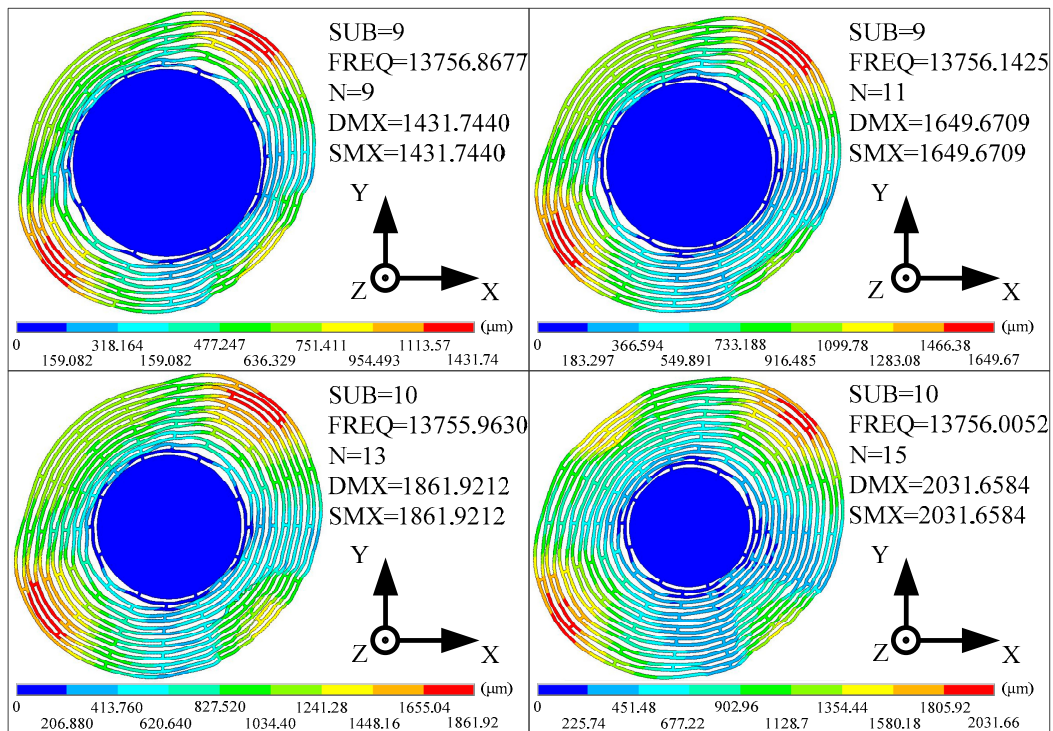 SUB=9
FREQ=13756.8677
N=9
DMX=1431.7440
SMX=1431.7440
Y
Z X
(μm)
0 318.164 477.247 751.411 1113.57
159.082 159.082 636.329 954.493 1431.74
SUB=9
FREQ=13756.1425
N=11
DMX=1649.6709
SMX=1649.6709
Y
Z X
(μm)
0 366.594 733.188 1099.78 1466.38
183.297 549.891 916.485 1283.08 1649.67
SUB=10
FREQ=13755.9630
N=13
DMX=1861.9212
SMX=1861.9212
Y
Z X
(μm)
0 413.760 827.520 1241.28 1655.04
206.880 620.640 1034.40 1448.16 1861.92
SUB=10
FREQ=13756.0052
N=15
DMX=2031.6584
SMX=2031.6584
Y
Z X
(μm)
0 451.48 902.96 1354.44 1805.92
225.74 677.22 1128.7 1580.18 2031.66